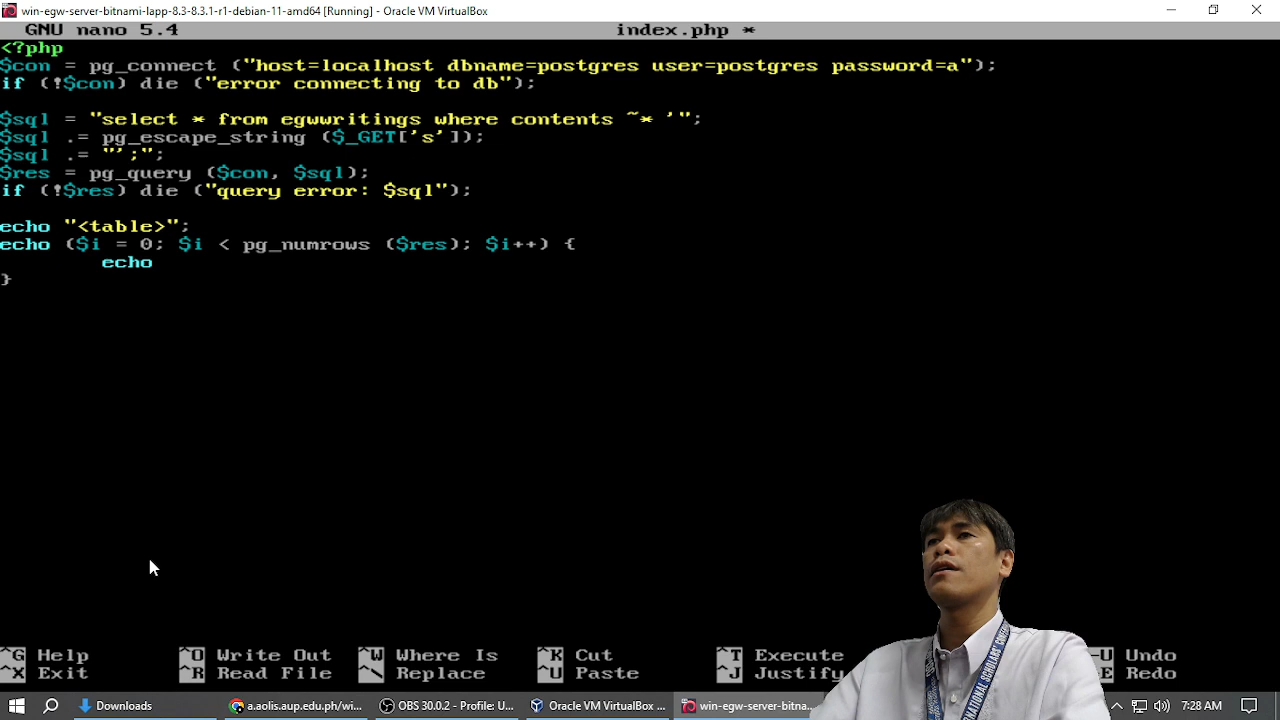 win-egw-server-bitnami-lapp-8.3-8.3.1-r1-debian-11-amd64 [Running] - Oracle VM VirtualBox
GNU nano 5.4 index.php *
<?php
$con = pg_connect ("host=localhost dbname=postgres user=postgres password=a");
if (!$con) die ("error connecting to db");
$sql = "select * from egwwritings where contents ~* '";
$sql .= pg_escape_string ($_GET['s']);
$sql .= "';";
$res = pg_query ($con, $sql);
if (!$res) die ("query error: $sql");
echo "<table>";
echo ($i = 0; $i < pg_numrows ($res); $i++) {
echo
}
^G Help ^O Write Out ^W Where Is ^K Cut ^T Execute -U Undo
^X Exit ^R Read File ^\ Replace ^U Paste ^J Justify E Redo
NATIONAL SCHOLARS'
Downloads a.aolis.aup.edu.ph/wi... OBS 30.0.2 - Profile: U... Oracle VM VirtualBox ... win-egw-server-bitna... 7:28 AM